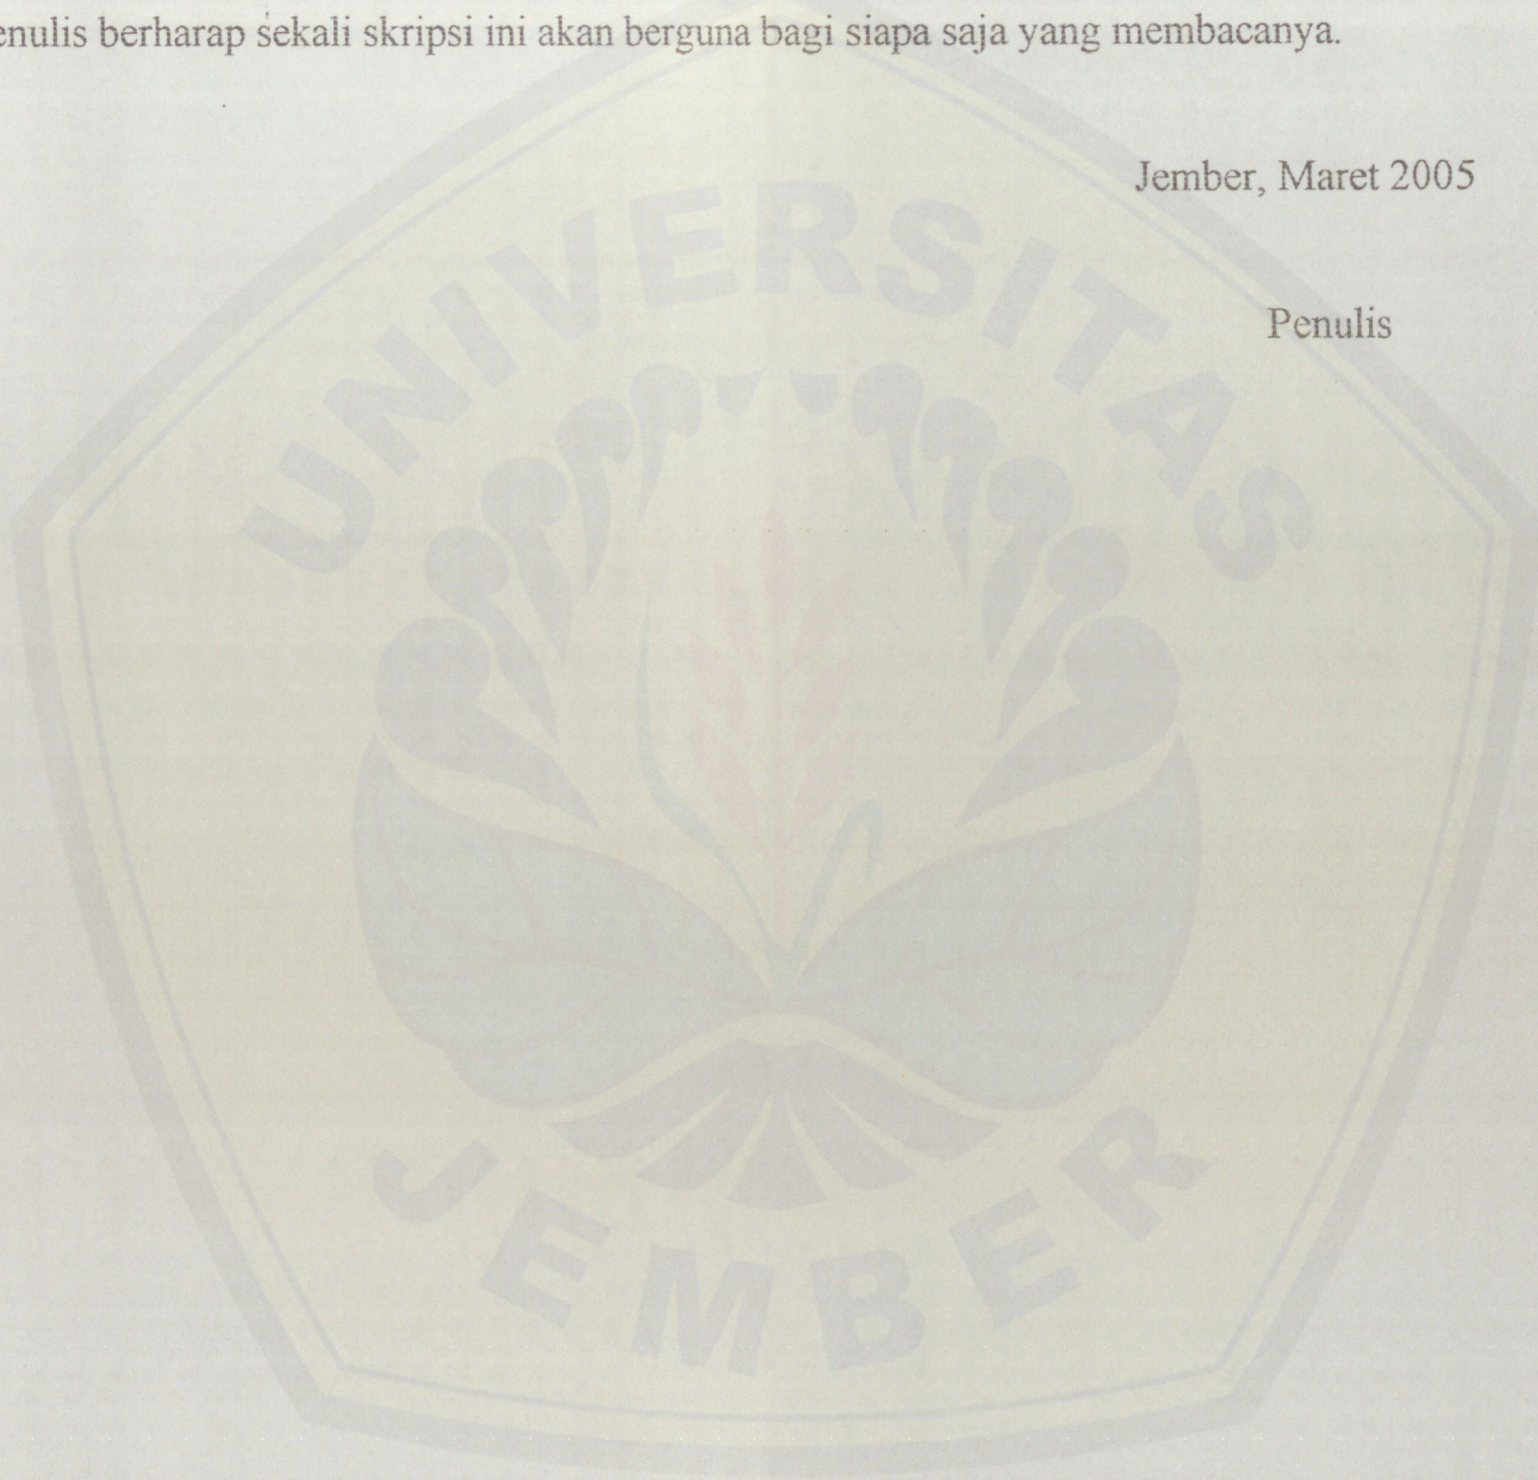 enulis berharap sekali skripsi ini akan berguna bagi siapa saja yang membacanya.
Jember, Maret 2005
Penulis
UNIVERSITAS
JEMBER